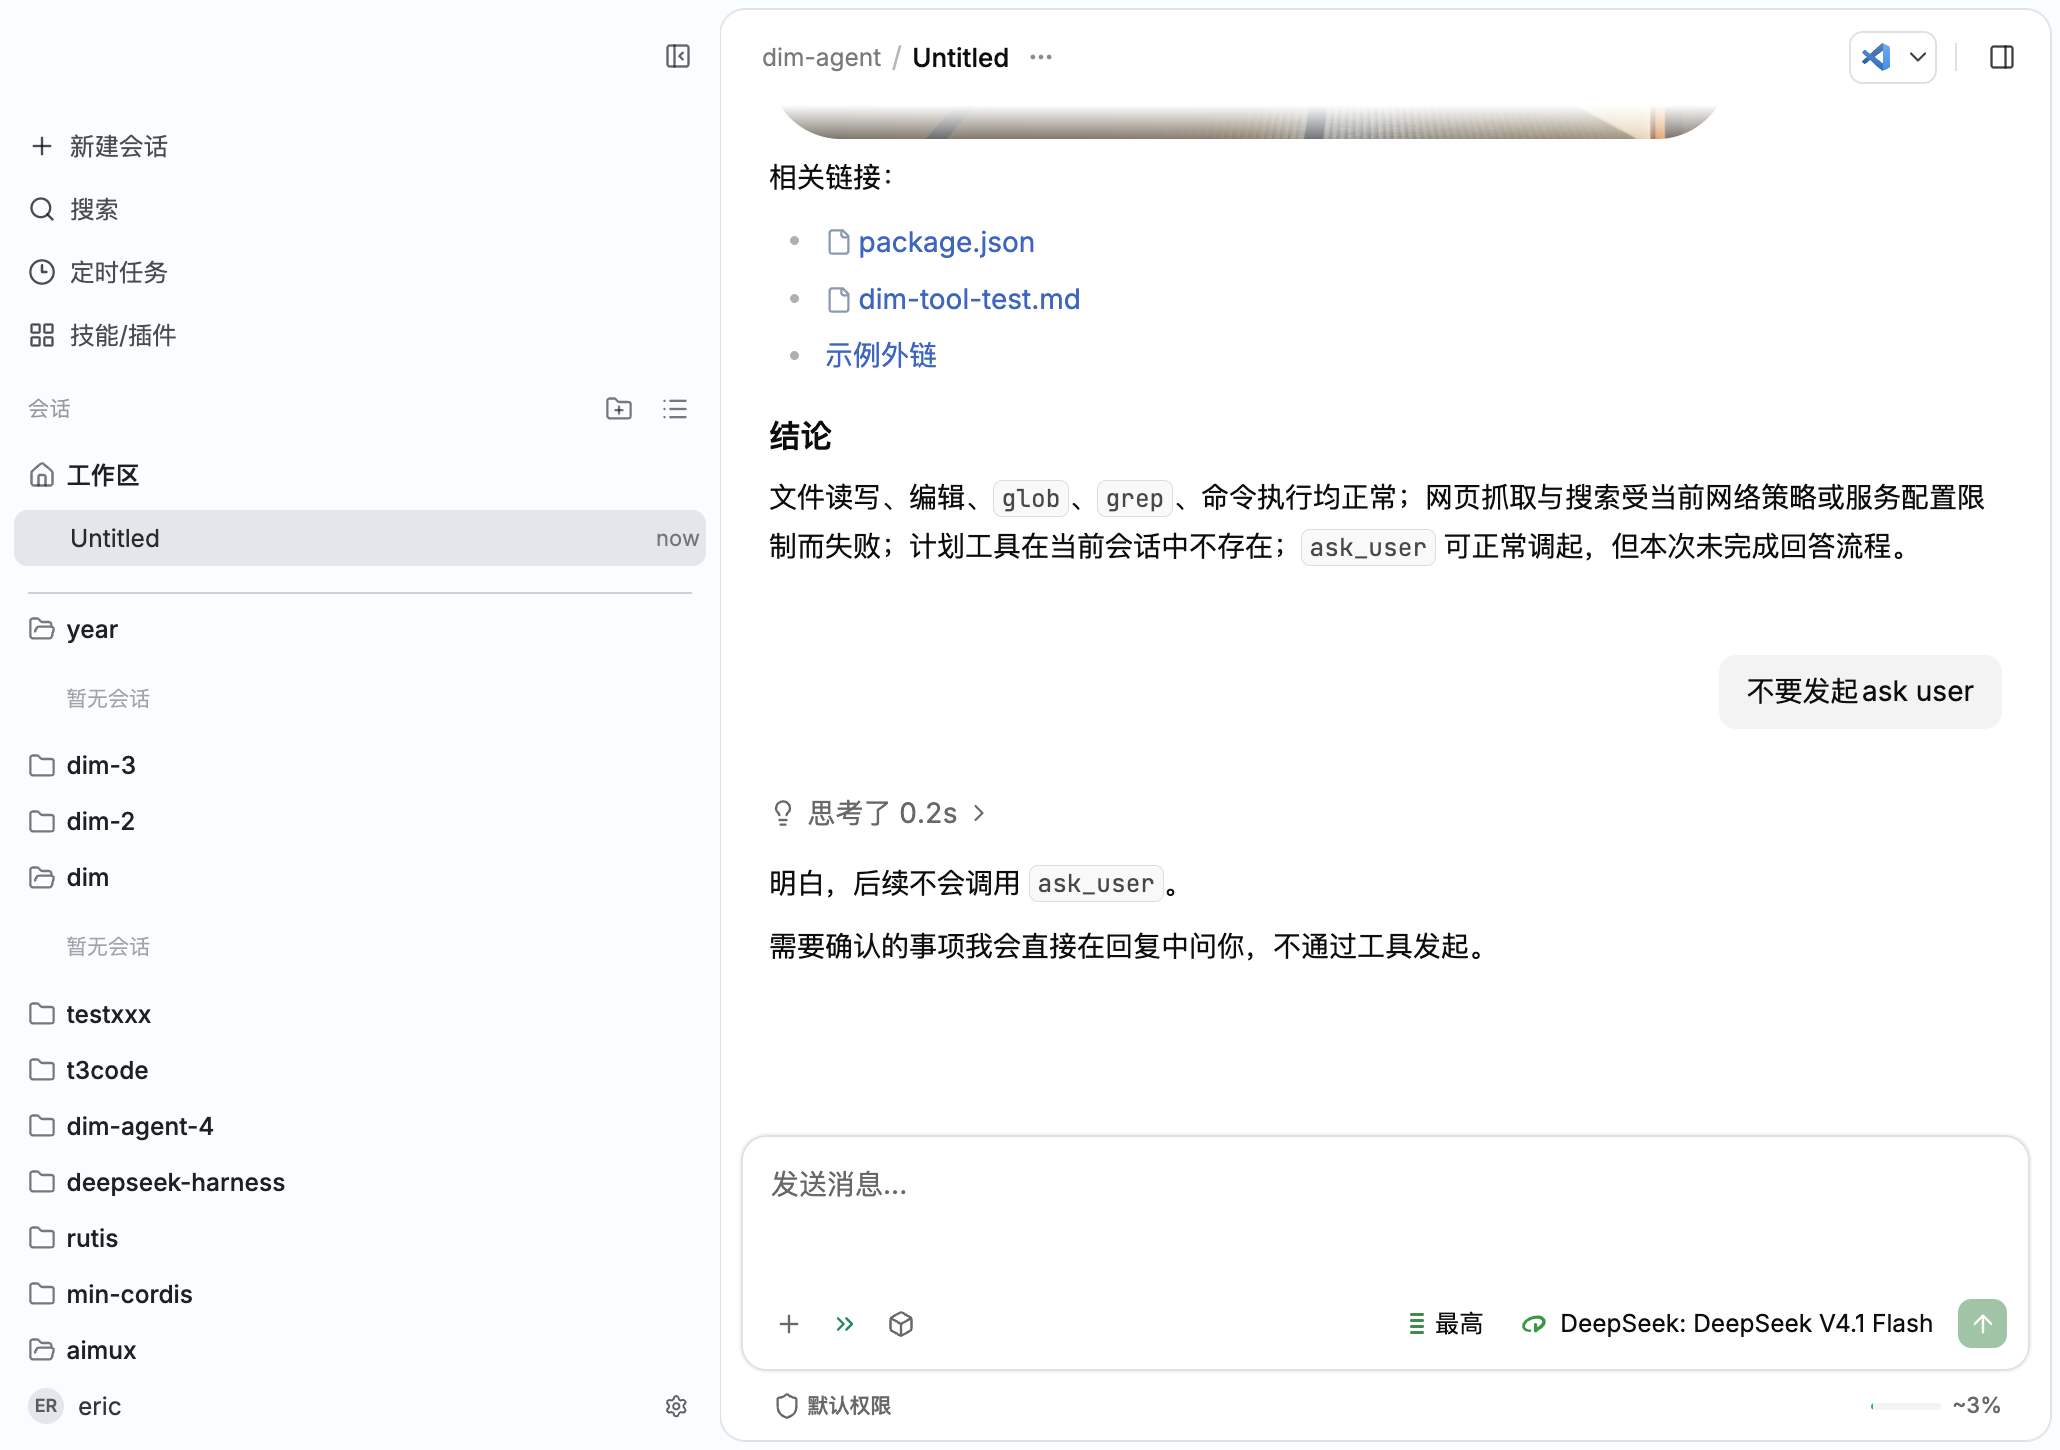 新建会话
搜索
定时任务
技能/插件
会话
工作区
Untitled now
year
暂无会话
dim-3
dim-2
dim
暂无会话
testxxx
t3code
dim-agent-4
deepseek-harness
rutis
min-cordis
aimux
ER eric
dim-agent / Untitled ···
相关链接：
• package.json
• dim-tool-test.md
• 示例外链
结论
文件读写、编辑、glob、grep、命令执行均正常；网页抓取与搜索受当前网络策略或服务配置限
制而失败；计划工具在当前会话中不存在；ask_user 可正常调起，但本次未完成回答流程。
不要发起ask user
思考了 0.2s
明白，后续不会调用 ask_user。
需要确认的事项我会直接在回复中问你，不通过工具发起。
发送消息...
最高 DeepSeek: DeepSeek V4.1 Flash
默认权限 ~3%